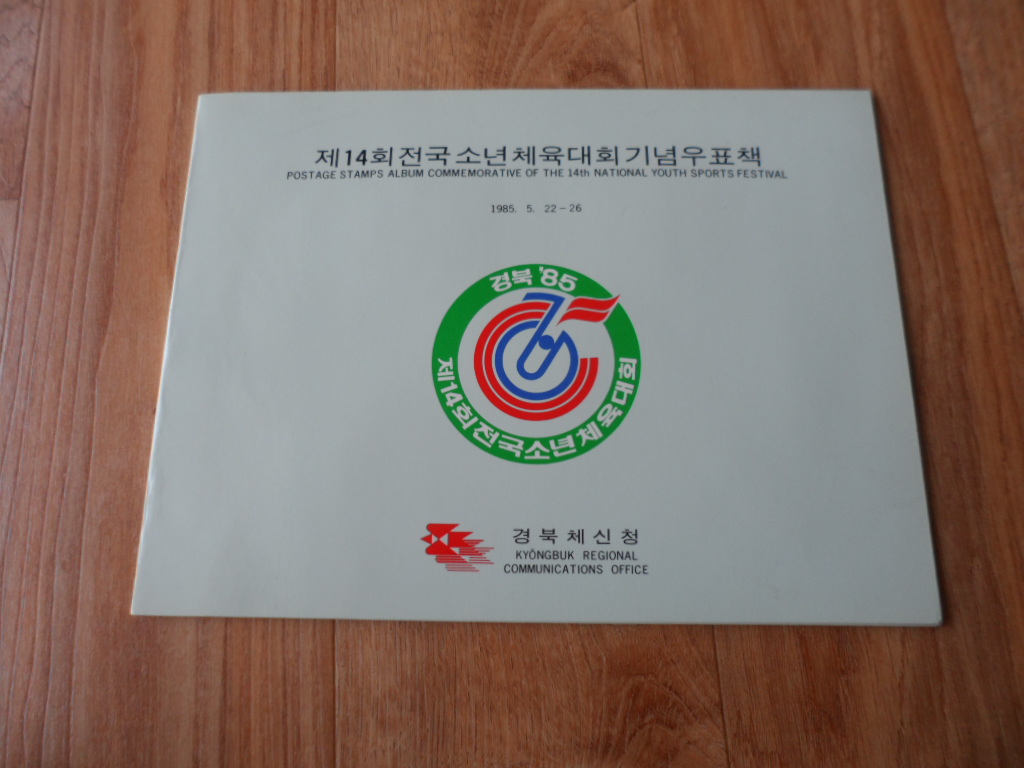 제14회전국소년체육대회기념우표책
POSTAGE STAMPS ALBUM COMMEMORATIVE OF THE 14th NATIONAL YOUTH SPORTS FESTIVAL
1985. 5. 22-26
경북 '85
제14회전국소년체육대회
경북체신청
KYŎNGBUK REGIONAL
COMMUNICATIONS OFFICE